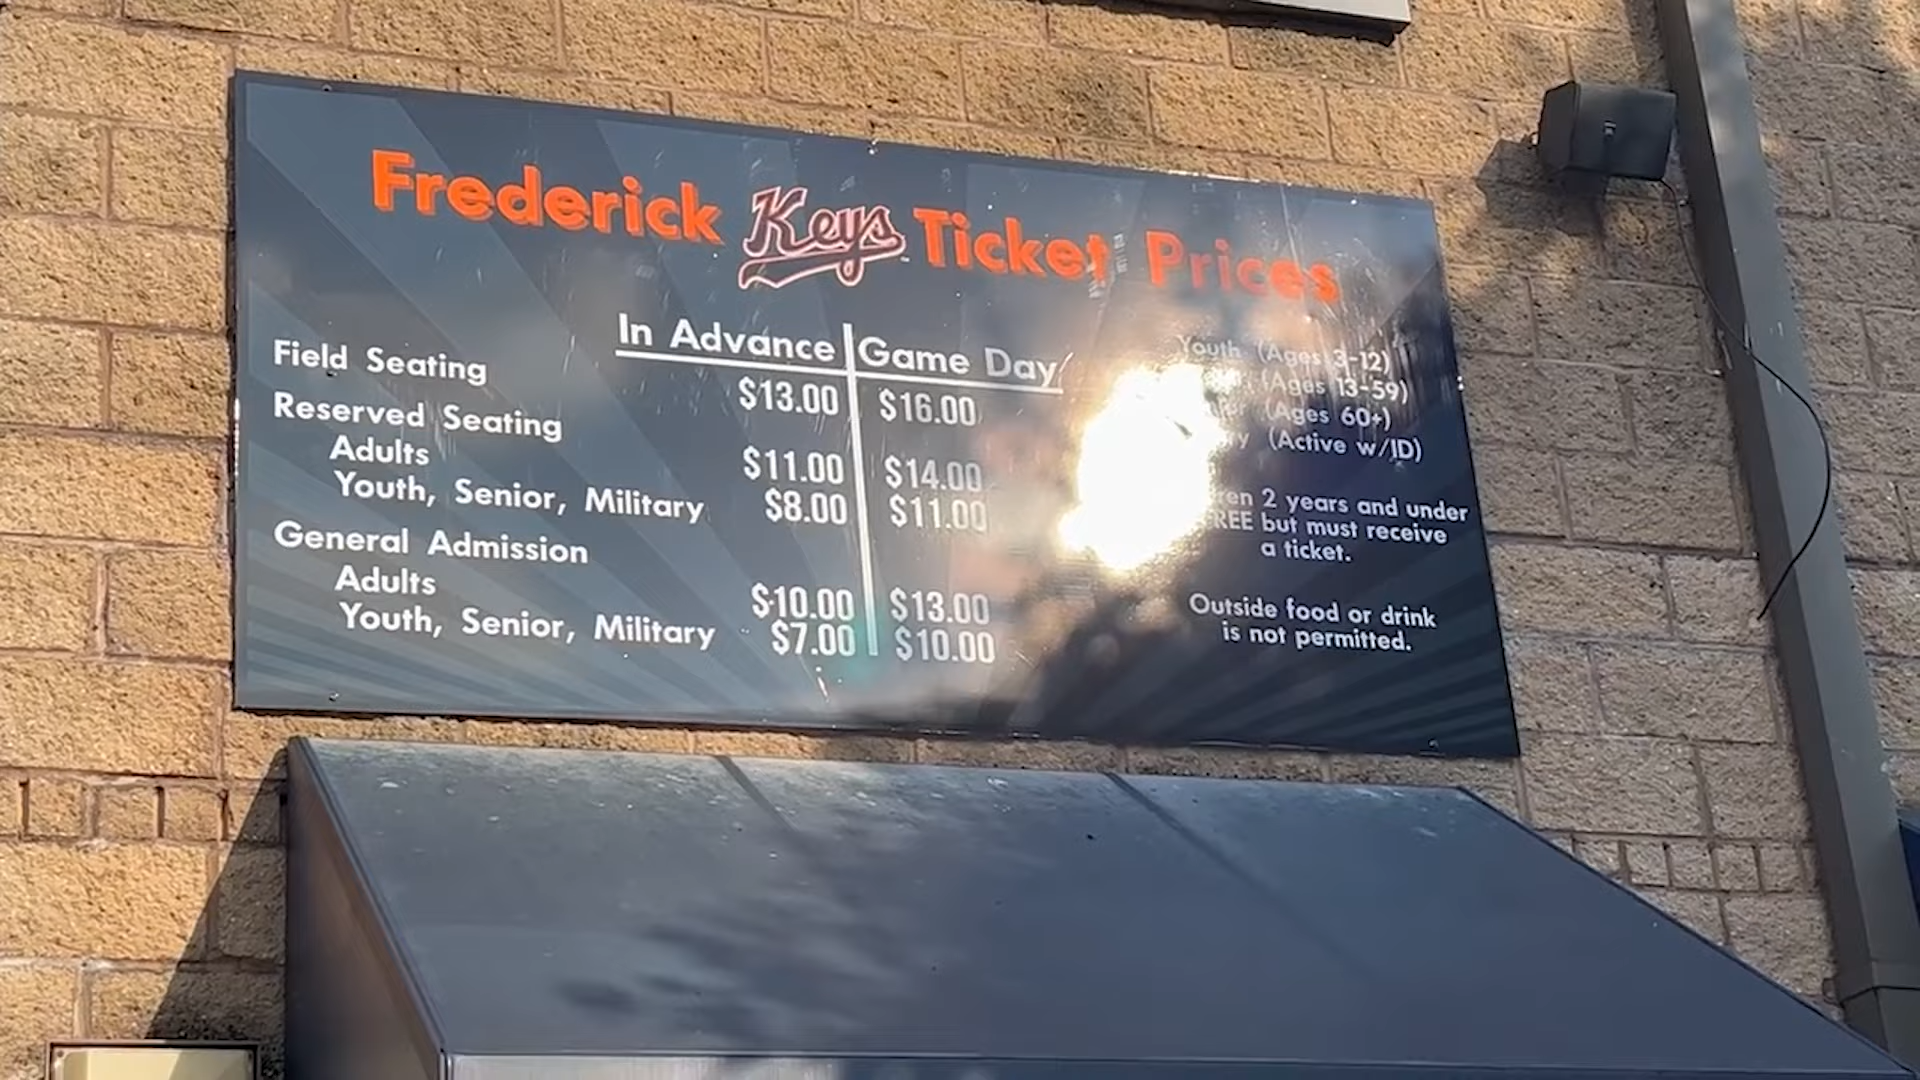 Frederick Keys Ticket Prices
In Advance Game Day
Field Seating $13.00 $16.00
Reserved Seating
Adults $11.00 $14.00
Youth, Senior, Military $8.00 $11.00
General Admission
Adults $10.00 $13.00
Youth, Senior, Military $7.00 $10.00
Youth (Ages 3-12)
(Ages 13-59)
(Ages 60+)
(Active w/ID)
2 years and under
but must receive
a ticket.
Outside food or drink
is not permitted.